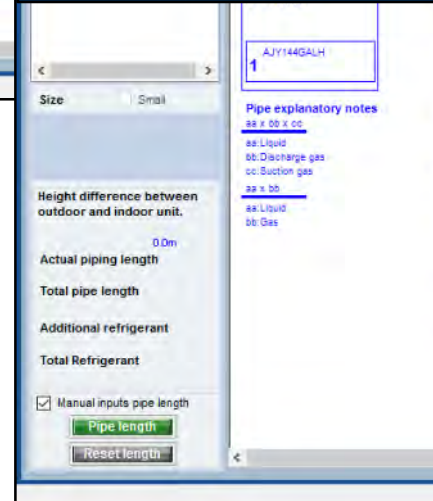 Size Small
Height difference between
outdoor and indoor unit.
0.0m
Actual piping length
Total pipe length
Additional refrigerant
Total Refrigerant
Manual inputs pipe length
Pipe length
Reset length
AJY144GALH
1
Pipe explanatory notes
aa x bb x cc
aa:Liquid
bb:Discharge gas
cc:Suction gas
aa x bb
aa:Liquid
bb:Gas